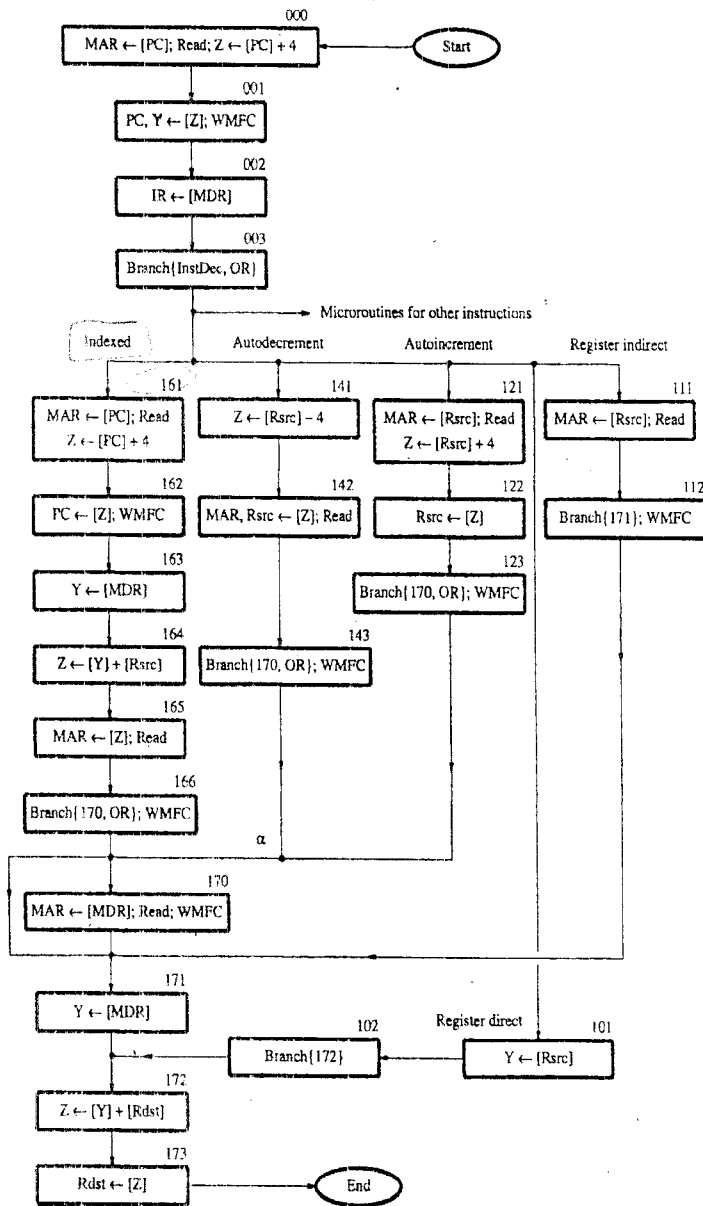 000
MAR ← [PC]; Read; Z ← [PC] + 4
Start
001
PC, Y ← [Z]; WMFC
002
IR ← [MDR]
003
Branch{InstDec, OR}
Microroutines for other instructions
Indexed
Autodecrement
Autoincrement
Register indirect
161
MAR ← [PC]; Read
Z ← [PC] + 4
141
Z ← [Rsrc] − 4
121
MAR ← [Rsrc]; Read
Z ← [Rsrc] + 4
111
MAR ← [Rsrc]; Read
162
PC ← [Z]; WMFC
142
MAR, Rsrc ← [Z]; Read
122
Rsrc ← [Z]
112
Branch{171}; WMFC
163
Y ← [MDR]
123
Branch{170, OR}; WMFC
164
Z ← [Y] + [Rsrc]
143
Branch{170, OR}; WMFC
165
MAR ← [Z]; Read
166
Branch{170, OR}; WMFC
α
170
MAR ← [MDR]; Read; WMFC
171
Y ← [MDR]
102
Branch{172}
Register direct
101
Y ← [Rsrc]
172
Z ← [Y] + [Rdst]
173
Rdst ← [Z]
End